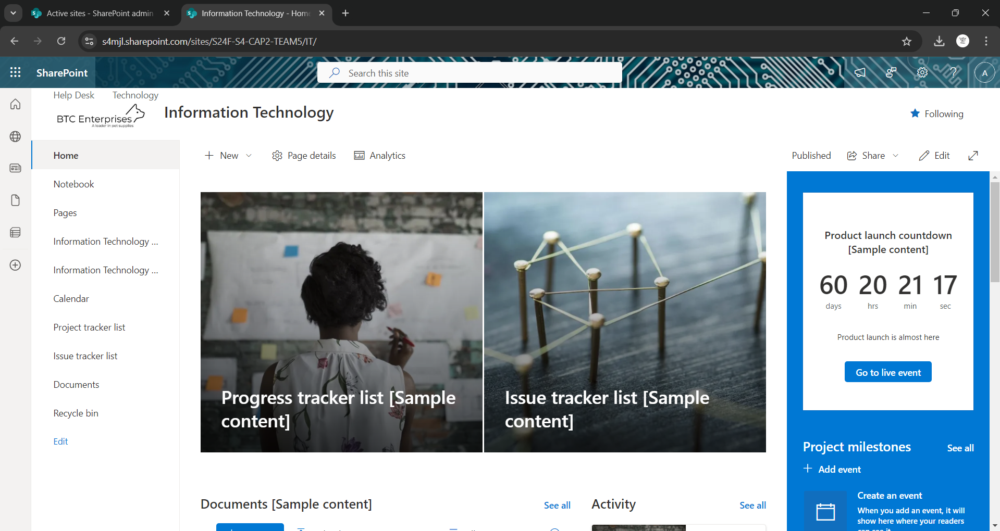 Active sites - SharePoint admin
Information Technology - Home
s4mjl.sharepoint.com/sites/S24F-S4-CAP2-TEAM5/IT/
SharePoint
Search this site
A
Help Desk Technology
BTC Enterprises
A leader in pet supplies
Information Technology
Following
Home
Notebook
Pages
Information Technology ...
Information Technology ...
Calendar
Project tracker list
Issue tracker list
Documents
Recycle bin
Edit
New
Page details
Analytics
Published
Share
Edit
Progress tracker list [Sample
content]
Issue tracker list [Sample
content]
Product launch countdown
[Sample content]
60 20 21 17
days hrs min sec
Product launch is almost here
Go to live event
Project milestones
See all
Add event
Create an event
When you add an event, it will
show here where your readers
can see it
Documents [Sample content]
See all
Activity
See all